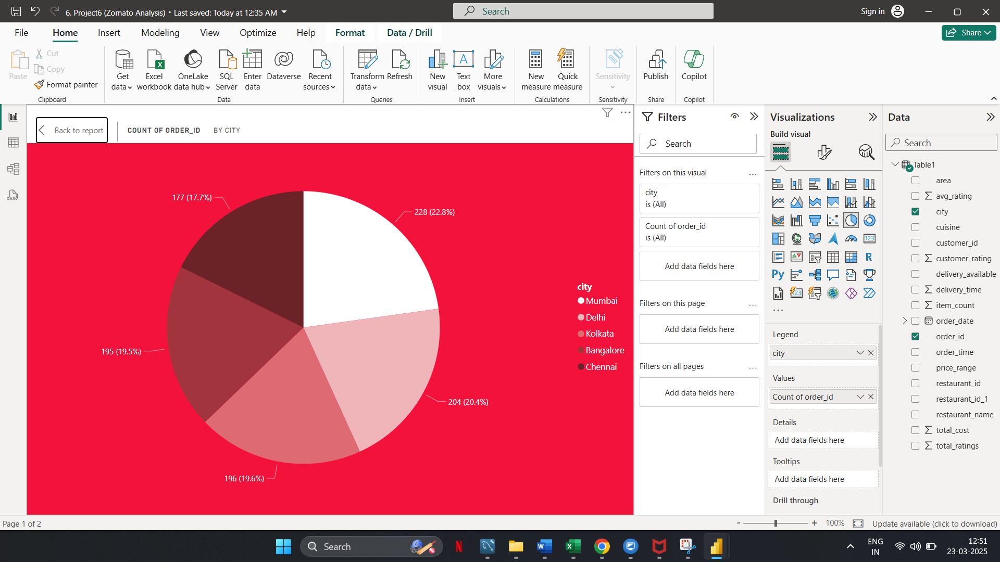 6. Project6 (Zomato Analysis) • Last saved: Today at 12:35 AM
Search
Sign in
File
Home
Insert
Modeling
View
Optimize
Help
Format
Data / Drill
Share
Paste
Cut
Copy
Format painter
Clipboard
Get data
Excel workbook
OneLake data hub
SQL Server
Enter data
Dataverse
Recent sources
Data
Transform data
Refresh
Queries
New visual
Text box
More visuals
Insert
New measure
Quick measure
Calculations
Sensitivity
Sensitivity
Publish
Share
Copilot
Copilot
Back to report
COUNT OF ORDER_ID
BY CITY
177 (17.7%)
228 (22.8%)
195 (19.5%)
204 (20.4%)
196 (19.6%)
city
Mumbai
Delhi
Kolkata
Bangalore
Chennai
Filters
Search
Filters on this visual
city
is (All)
Count of order_id
is (All)
Add data fields here
Filters on this page
Add data fields here
Filters on all pages
Add data fields here
Visualizations
Build visual
123
R
Py
123
Legend
city
Values
Count of order_id
Details
Add data fields here
Tooltips
Add data fields here
Drill through
Data
Search
Table1
area
avg_rating
city
cuisine
customer_id
customer_rating
delivery_available
delivery_time
item_count
order_date
order_id
order_time
price_range
restaurant_id
restaurant_id_1
restaurant_name
total_cost
total_ratings
DAX
Page 1 of 2
- + 100%
Update available (click to download)
Search
ENG
IN
12:51
23-03-2025